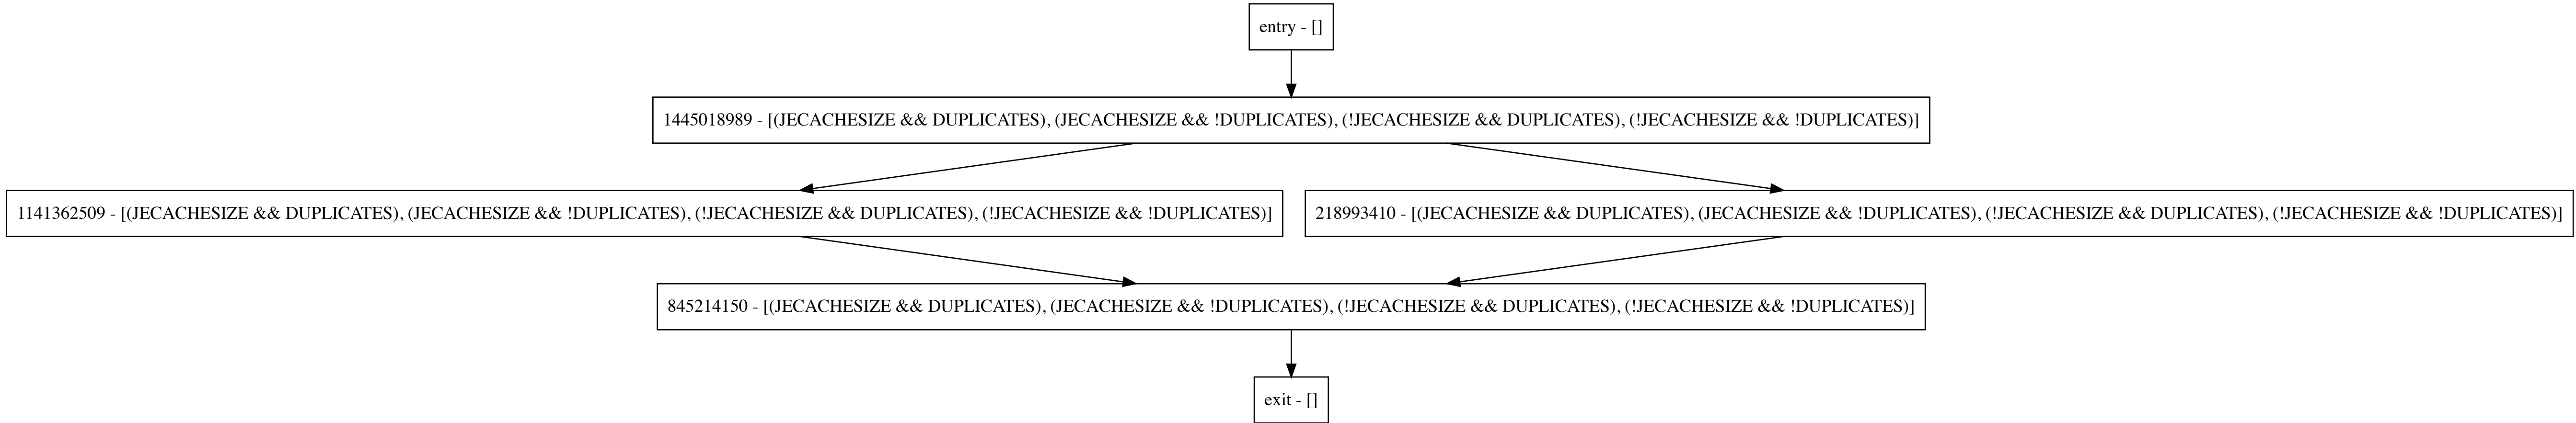 entry - []
1445018989 - [(JECACHESIZE && DUPLICATES), (JECACHESIZE && !DUPLICATES), (!JECACHESIZE && DUPLICATES), (!JECACHESIZE && !DUPLICATES)]
1141362509 - [(JECACHESIZE && DUPLICATES), (JECACHESIZE && !DUPLICATES), (!JECACHESIZE && DUPLICATES), (!JECACHESIZE && !DUPLICATES)]
218993410 - [(JECACHESIZE && DUPLICATES), (JECACHESIZE && !DUPLICATES), (!JECACHESIZE && DUPLICATES), (!JECACHESIZE && !DUPLICATES)]
845214150 - [(JECACHESIZE && DUPLICATES), (JECACHESIZE && !DUPLICATES), (!JECACHESIZE && DUPLICATES), (!JECACHESIZE && !DUPLICATES)]
exit - []